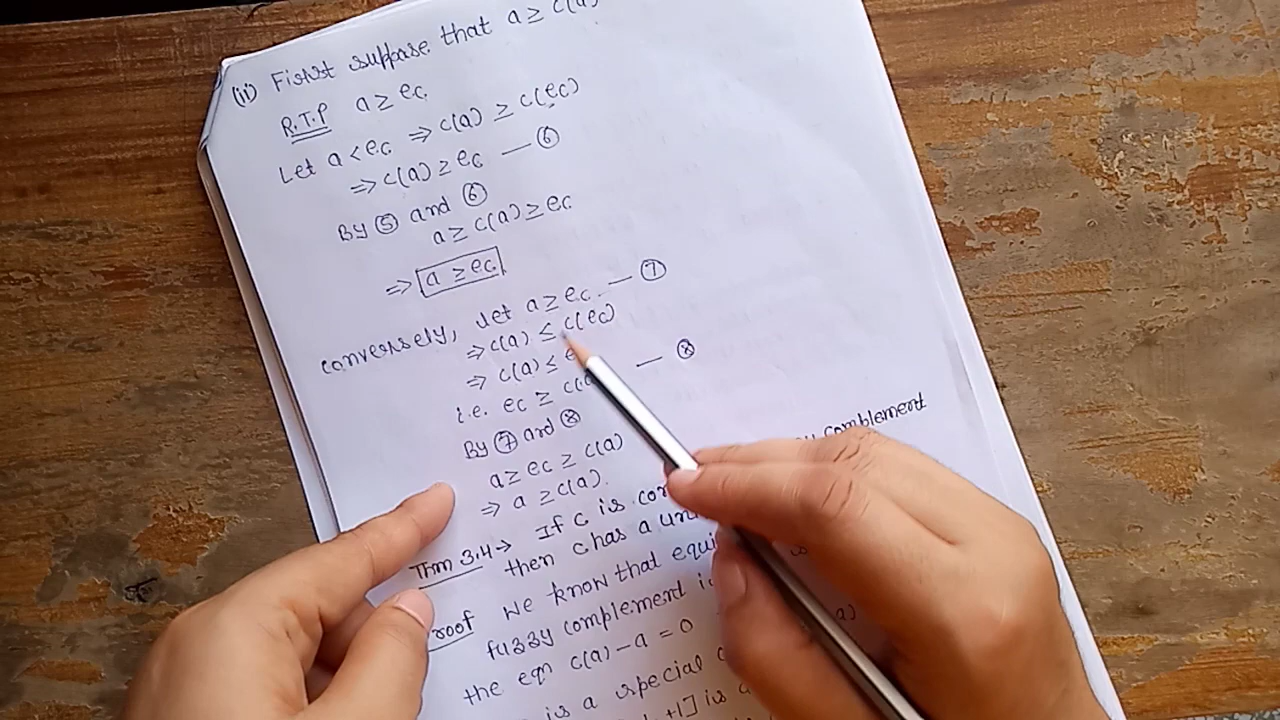 (ii) First suppose that a ≥ c(a)
R.T.P a ≥ ec
Let a < ec ⇒ c(a) ≥ c(ec)
⇒ c(a) ≥ ec — ⑥
By ⑤ and ⑥
a ≥ c(a) ≥ ec
⇒ a ≥ ec
conversely, let a ≥ ec — ⑦
⇒ c(a) ≤ c(ec)
⇒ c(a) ≤
i.e. ec ≥ — ⑧
By ⑦ and ⑧
a ≥ ec ≥ c(a)
⇒ a ≥ c(a).
Thm 3.4 → If c is complement
then c has a
We know that
fuzzy complement
the eqn c(a) - a = 0
is a special
+1] is